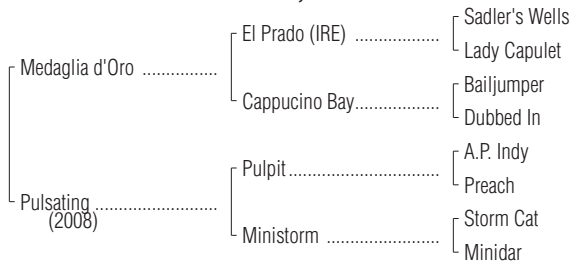 Sadler's Wells
El Prado (IRE) ..................
Lady Capulet
Medaglia d'Oro ................
Bailjumper
Cappucino Bay..................
Dubbed In
A.P. Indy
Pulpit................................
Preach
Pulsating ..........................
(2008)
Storm Cat
Ministorm ........................
Minidar